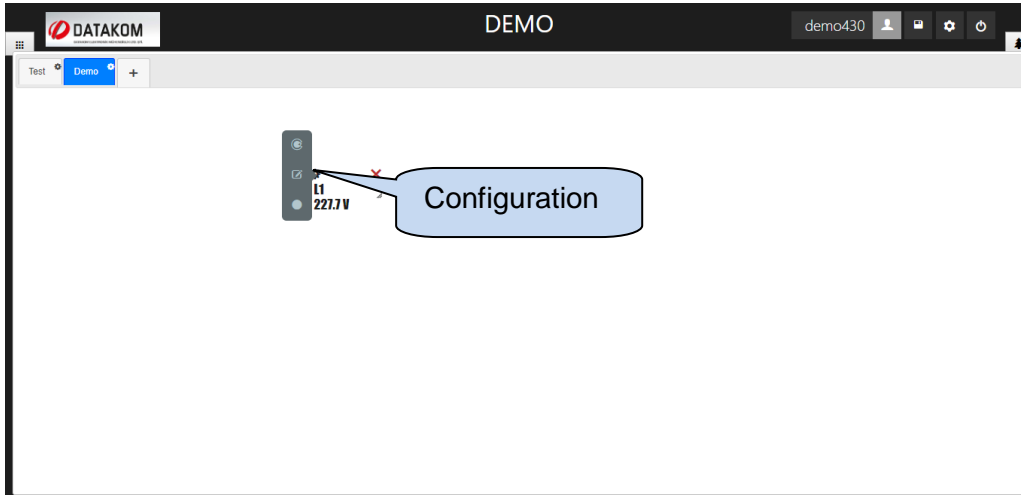 DATAKOM
DEMO
demo430
Test
Demo
+
L1
227.7 V
Configuration